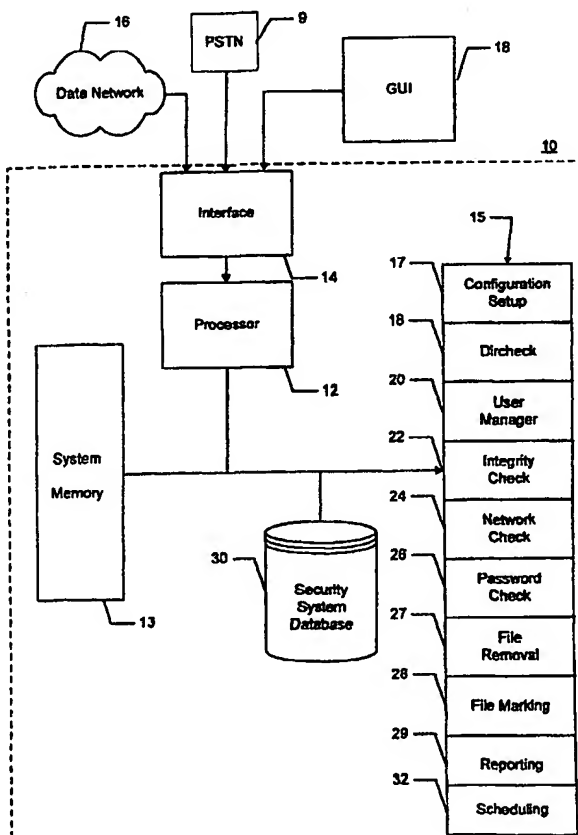 16
9
PSTN
18
Data Network
GUI
10
Interface
14
15
17
Configuration
Setup
Processor
12
18
Dircheck
20
User
Manager
System
Memory
13
22
Integrity
Check
24
Network
Check
30
Security
System
Database
26
Password
Check
27
File
Removal
28
File Marking
29
Reporting
32
Scheduling